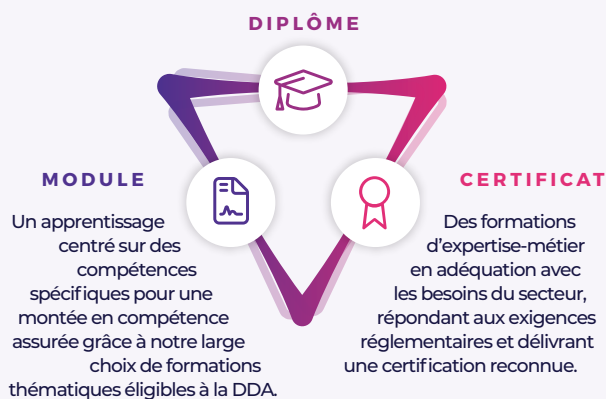 DIPLÔME
MODULE
Un apprentissage
centré sur des
compétences
spécifiques pour une
montée en compétence
assurée grâce à notre large
choix de formations
thématiques éligibles à la DDA.
CERTIFICAT
Des formations
d'expertise-métier
en adéquation avec
les besoins du secteur,
répondant aux exigences
réglementaires et délivrant
une certification reconnue.